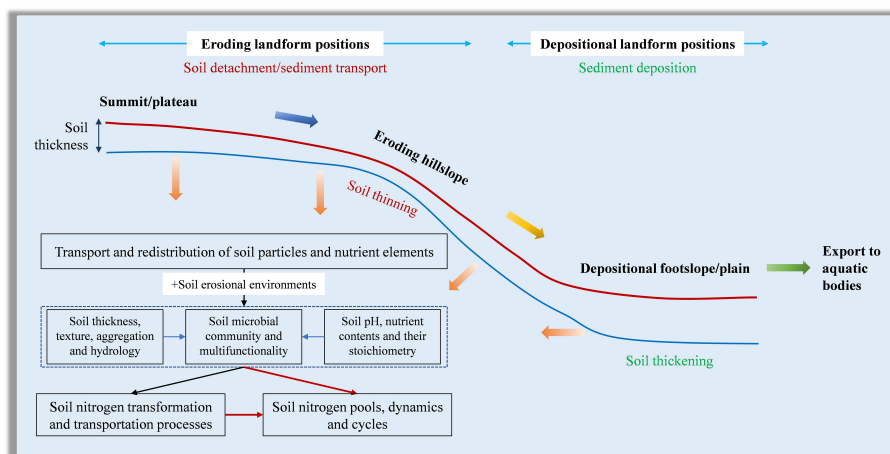 Eroding landform positions
Depositional landform positions
Soil detachment/sediment transport
Sediment deposition
Summit/plateau
Soil
thickness
Eroding hillslope
Soil thinning
Transport and redistribution of soil particles and nutrient elements
Depositional footslope/plain
Export to
aquatic
bodies
+Soil erosional environments
Soil thickness,
texture, aggregation
and hydrology
Soil microbial
community and
multifunctionality
Soil pH, nutrient
contents and their
stoichiometry
Soil thickening
Soil nitrogen transformation
and transportation processes
Soil nitrogen pools, dynamics
and cycles